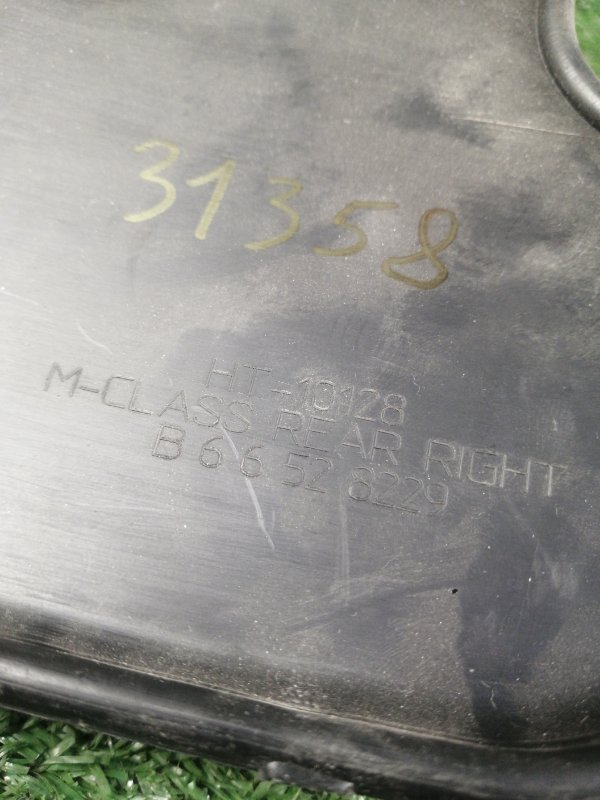 31358
HT-10128
M-CLASS REAR RIGHT
B 6 6 52 8229